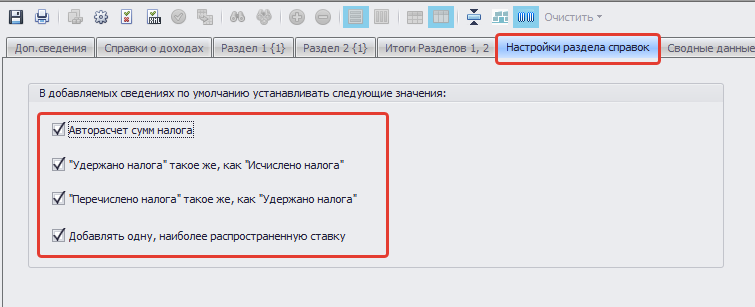 Очистить
Доп.сведения Справки о доходах Раздел 1 {1} Раздел 2 {1} Итоги Разделов 1, 2 Настройки раздела справок Сводные данные
В добавляемых сведениях по умолчанию устанавливать следующие значения:
Авторасчет сумм налога
"Удержано налога" такое же, как "Исчислено налога"
"Перечислено налога" такое же, как "Удержано налога"
Добавлять одну, наиболее распространенную ставку